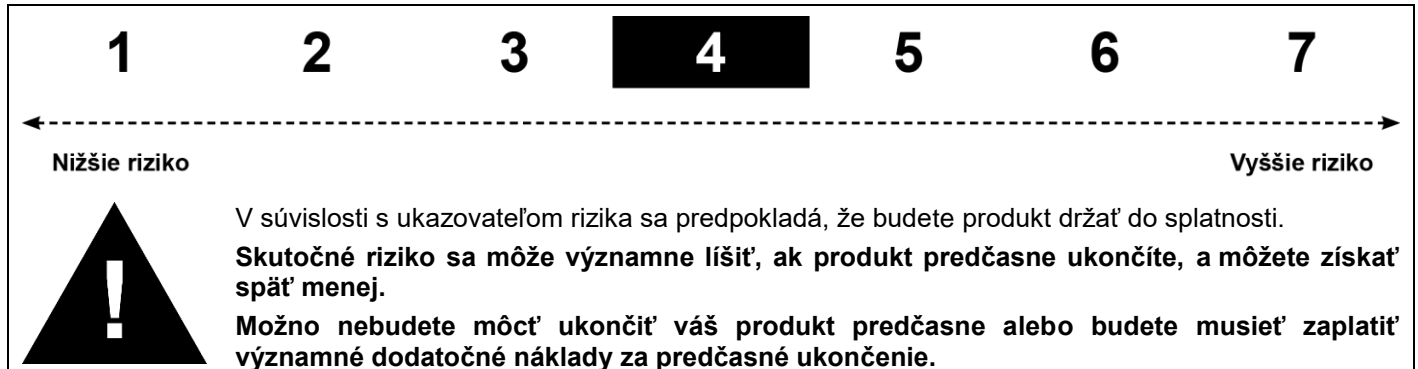 1 2 3 4 5 6 7
Nižšie riziko Vyššie riziko
V súvislosti s ukazovateľom rizika sa predpokladá, že budete produkt držať do splatnosti.
Skutočné riziko sa môže významne líšiť, ak produkt predčasne ukončíte, a môžete získať
späť menej.
Možno nebudete môcť ukončiť váš produkt predčasne alebo budete musieť zaplatiť
významné dodatočné náklady za predčasné ukončenie.
!